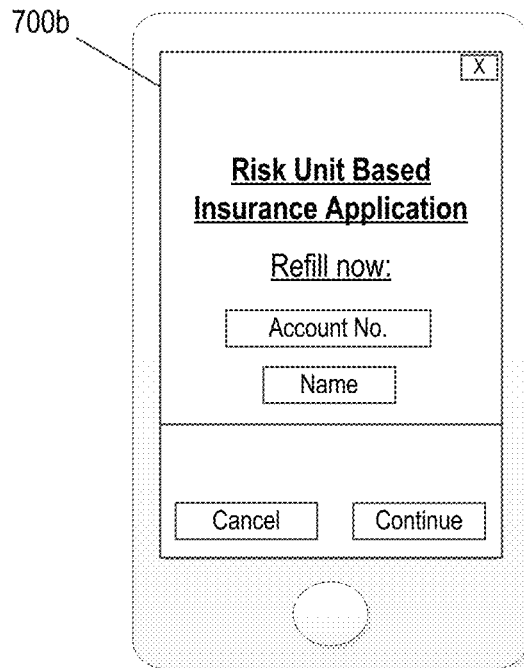 700b
X
Risk Unit Based
Insurance Application
Refill now:
Account No.
Name
Cancel Continue